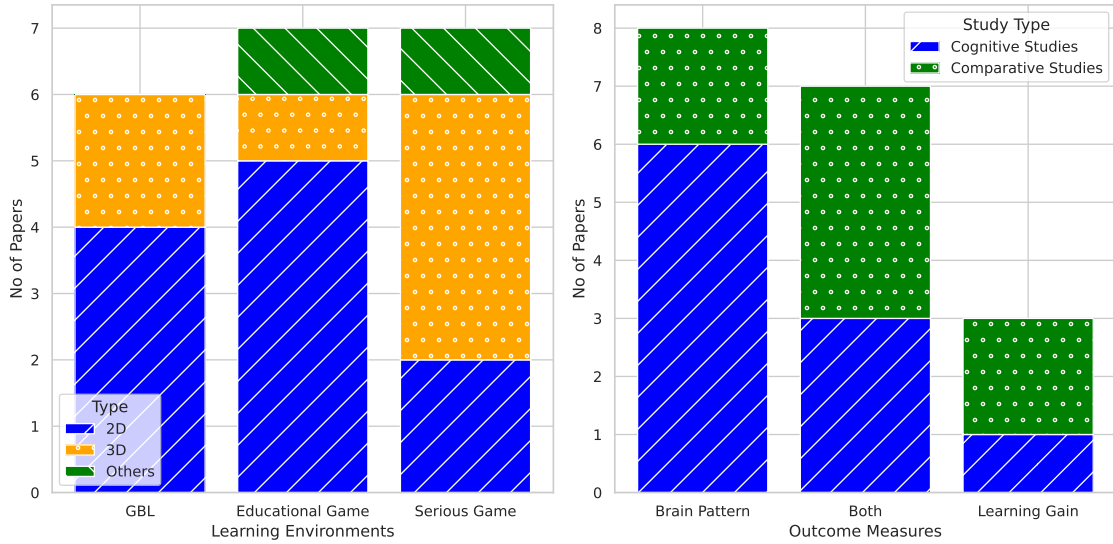 7
6
5
4
3
2
1
0
No of Papers
Type
2D
3D
Others
GBL
Educational Game
Serious Game
Learning Environments
8
7
6
5
4
3
2
1
0
No of Papers
Study Type
Cognitive Studies
Comparative Studies
Brain Pattern
Both
Learning Gain
Outcome Measures